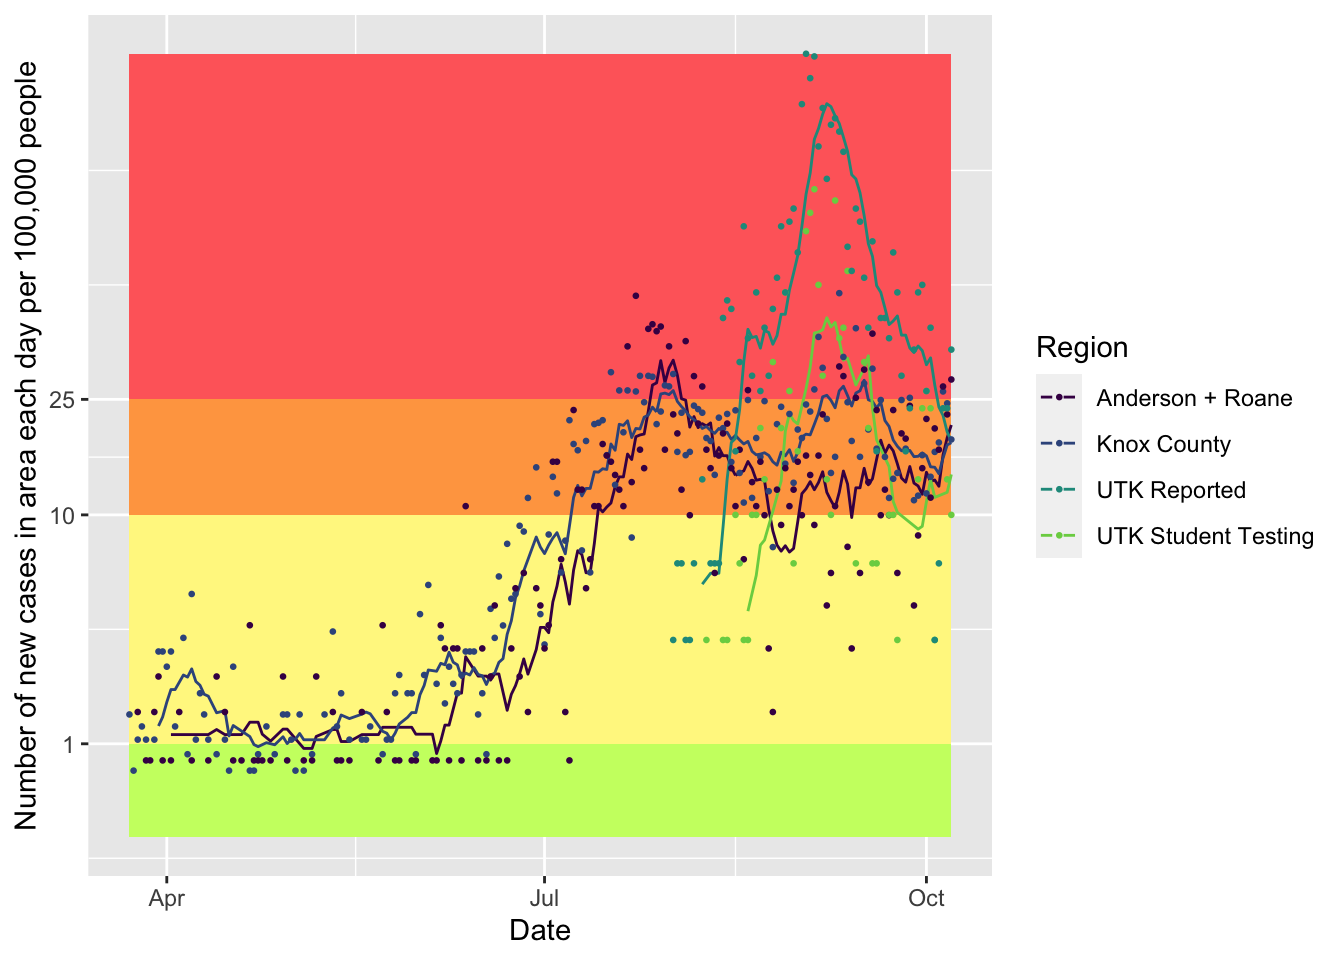 Number of new cases in area each day per 100,000 people
25
10
1
Apr
Jul
Oct
Date
Region
Anderson + Roane
Knox County
UTK Reported
UTK Student Testing